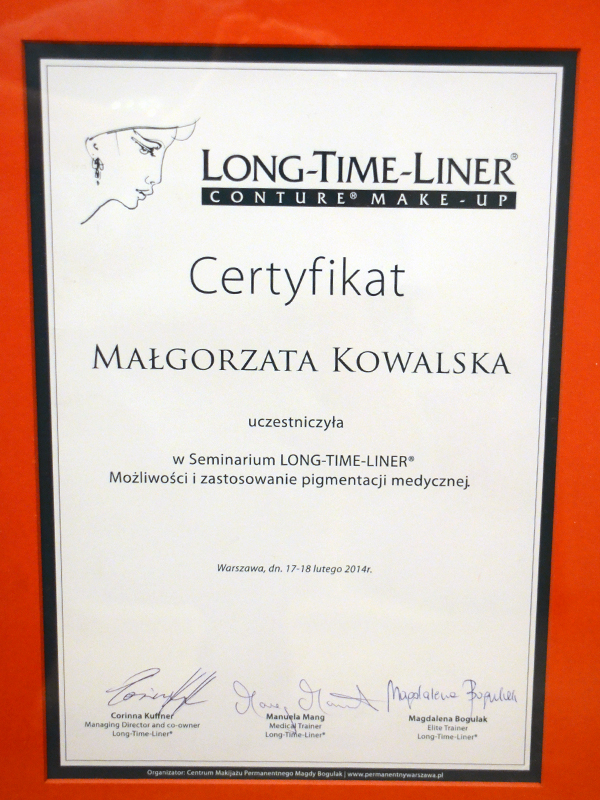 LONG-TIME-LINER®
CONTURE® MAKE-UP
Certyfikat
MAŁGORZATA KOWALSKA
uczestniczyła
w Seminarium LONG-TIME-LINER®
Możliwości i zastosowanie pigmentacji medycznej.
Warszawa, dn. 17-18 lutego 2014r.
Magdalena Bogulak
Corinna Kuffner
Managing Director and co-owner
Long-Time-Liner®
Manuela Mang
Medical Trainer
Long-Time-Liner®
Magdalena Bogulak
Elite Trainer
Long-Time-Liner®
Organizator: Centrum Makijażu Permanentnego Magdy Bogulak | www.permanentnywarszawa.pl